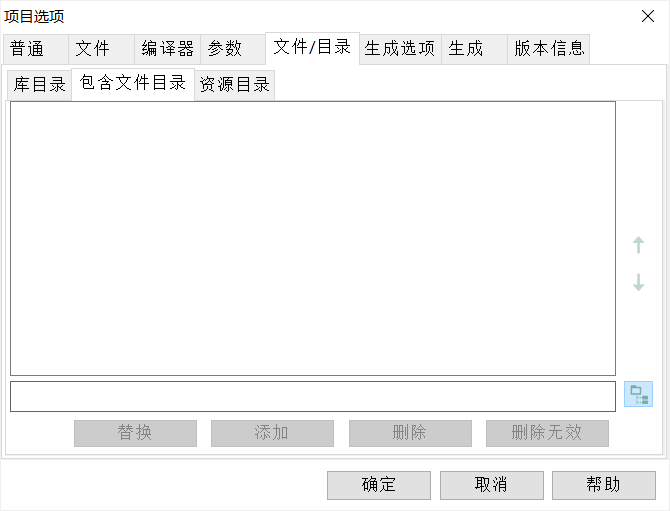 项目选项
普通 文件 编译器 参数 文件/目录 生成选项 生成 版本信息
库目录 包含文件目录 资源目录
替换 添加 删除 删除无效
确定 取消 帮助